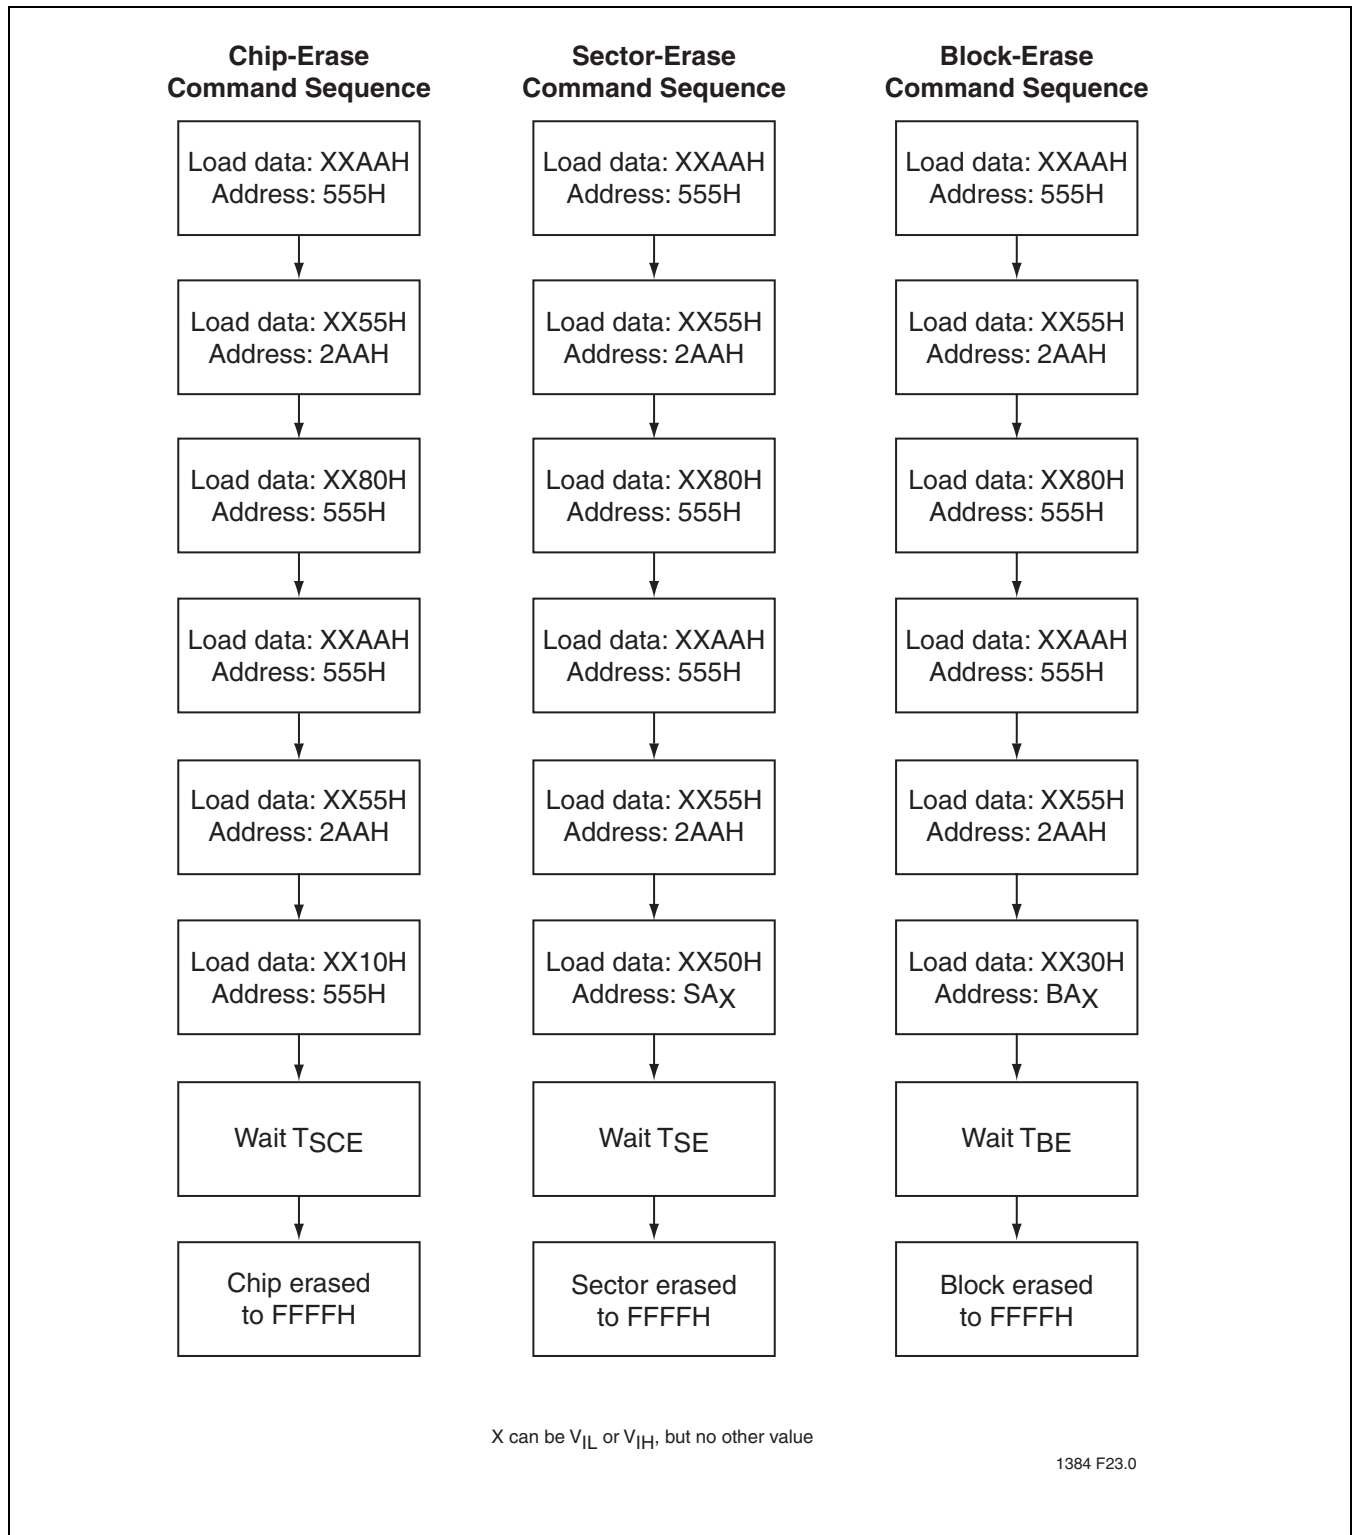 Chip-Erase
Command Sequence
Load data: XXAAH
Address: 555H
Load data: XX55H
Address: 2AAH
Load data: XX80H
Address: 555H
Load data: XXAAH
Address: 555H
Load data: XX55H
Address: 2AAH
Load data: XX10H
Address: 555H
Wait TSCE
Chip erased
to FFFFH
Sector-Erase
Command Sequence
Load data: XXAAH
Address: 555H
Load data: XX55H
Address: 2AAH
Load data: XX80H
Address: 555H
Load data: XXAAH
Address: 555H
Load data: XX55H
Address: 2AAH
Load data: XX50H
Address: SAX
Wait TSE
Sector erased
to FFFFH
Block-Erase
Command Sequence
Load data: XXAAH
Address: 555H
Load data: XX55H
Address: 2AAH
Load data: XX80H
Address: 555H
Load data: XXAAH
Address: 555H
Load data: XX55H
Address: 2AAH
Load data: XX30H
Address: BAX
Wait TBE
Block erased
to FFFFH
X can be VIL or VIH, but no other value
1384 F23.0